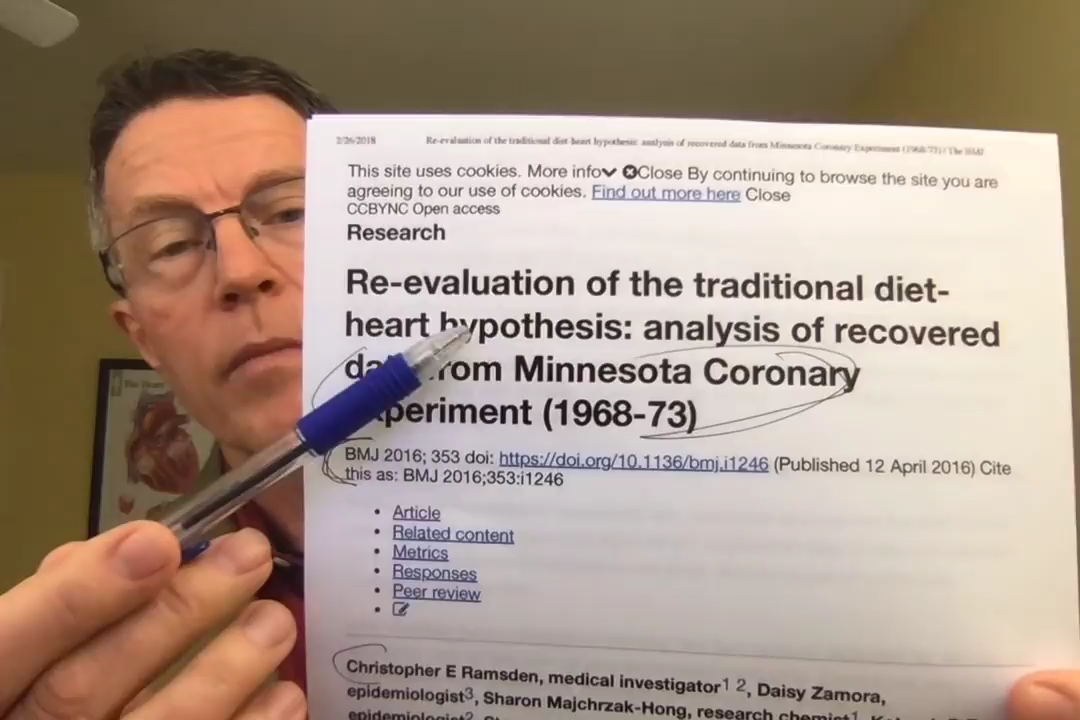 2/26/2018 Re-evaluation of the traditional diet-heart hypothesis: analysis of recovered data from Minnesota Coronary Experiment (1968-73) | The BMJ
This site uses cookies. More info Close By continuing to browse the site you are
agreeing to our use of cookies. Find out more here Close
CCBYNC Open access
Research
Re-evaluation of the traditional diet-
heart hypothesis: analysis of recovered
from Minnesota Coronary
Experiment (1968-73)
BMJ 2016; 353 doi: https://doi.org/10.1136/bmj.i1246 (Published 12 April 2016) Cite
this as: BMJ 2016;353:i1246
• Article
• Related content
• Metrics
• Responses
• Peer review
•
Christopher E Ramsden, medical investigator1 2, Daisy Zamora,
epidemiologist3, Sharon Majchrzak-Hong, research chemist1,
epidemiologist2,
The Heart